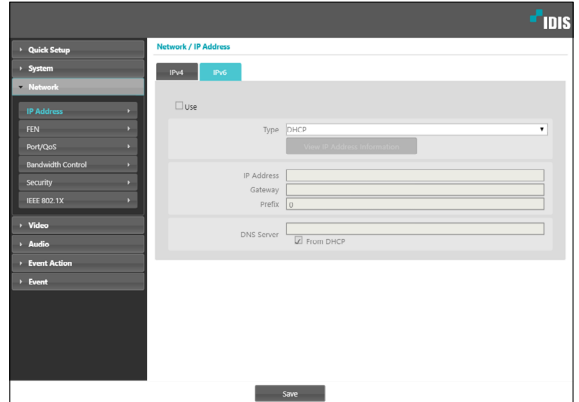 IDIS
Quick Setup
System
Network
IP Address
FEN
Port/QoS
Bandwidth Control
Security
IEEE 802.1X
Video
Audio
Event Action
Event
Network / IP Address
IPv4 IPv6
Use
Type DHCP
View IP Address Information
IP Address
Gateway
Prefix 0
DNS Server
From DHCP
Save